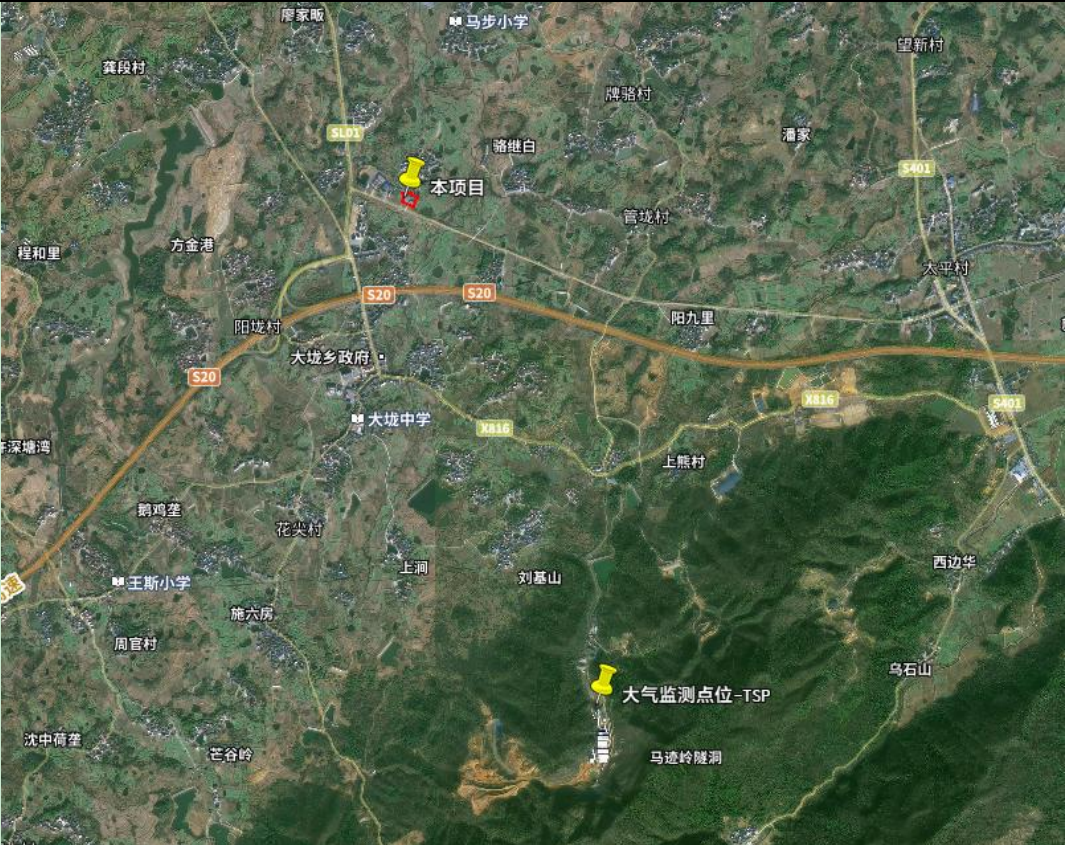 廖家畈
马步小学
望新村
龚段村
牌骆村
SL01
潘家
骆继白
S401
本项目
管垅村
方金港
程和里
太平村
S20
S20
阳九里
阳垅村
大垅乡政府
S20
X816
S401
大垅中学
X816
深塘湾
上熊村
鹅鸡垄
花尖村
上涧
刘基山
西边华
速
王斯小学
施六房
周官村
乌石山
大气监测点位-TSP
沈中荷垄
芒谷岭
马迹岭隧洞